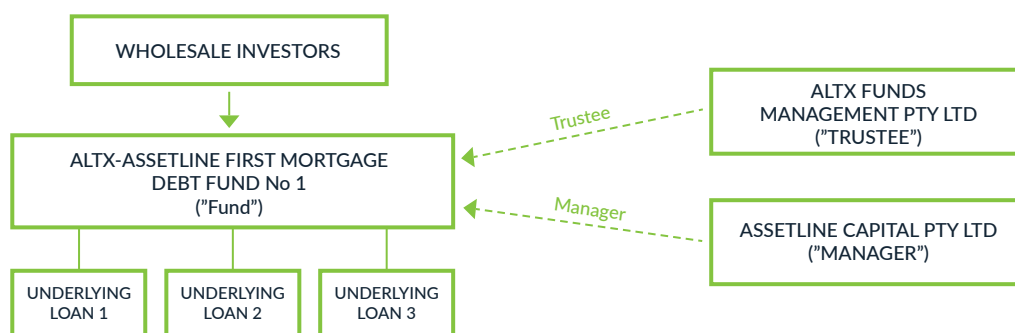 WHOLESALE INVESTORS
ALTX FUNDS
MANAGEMENT PTY LTD
("TRUSTEE")
Trustee
ALTX-ASSETLINE FIRST MORTGAGE
DEBT FUND No 1
("Fund")
Manager
ASSETLINE CAPITAL PTY LTD
("MANAGER")
UNDERLYING
LOAN 1
UNDERLYING
LOAN 2
UNDERLYING
LOAN 3